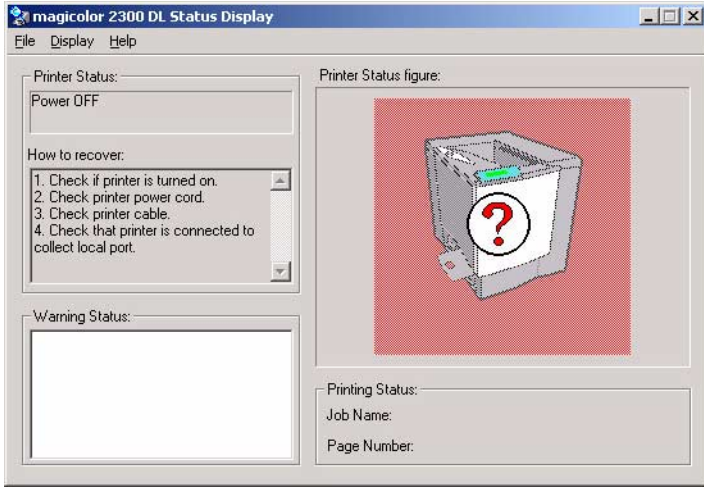 magicolor 2300 DL Status Display
File Display Help
Printer Status:
Power OFF
How to recover:
1. Check if printer is turned on.
2. Check printer power cord.
3. Check printer cable.
4. Check that printer is connected to
collect local port.
Warning Status:
Printer Status figure:
?
Printing Status:
Job Name:
Page Number: